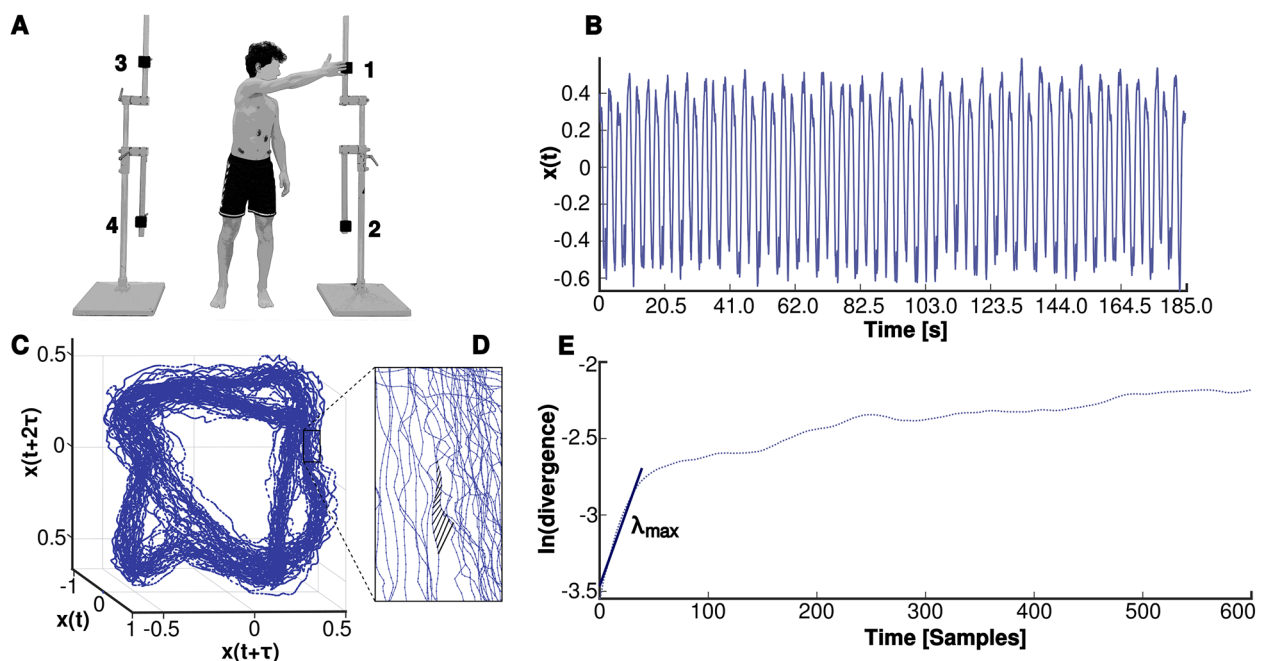 A
3
1
4
2
B
x(t)
0.4
0.2
0
-0.2
-0.4
-0.6
0 20.5 41.0 62.0 82.5 103.0 123.5 144.0 164.5 185.0
Time [s]
C
x(t+2τ)
0.5
0
0.5
-1
0
1
x(t)
-0.5 0 0.5
x(t+τ)
D
E
ln(divergence)
-2
-2.5
-3
-3.5
λmax
0 100 200 300 400 500 600
Time [Samples]